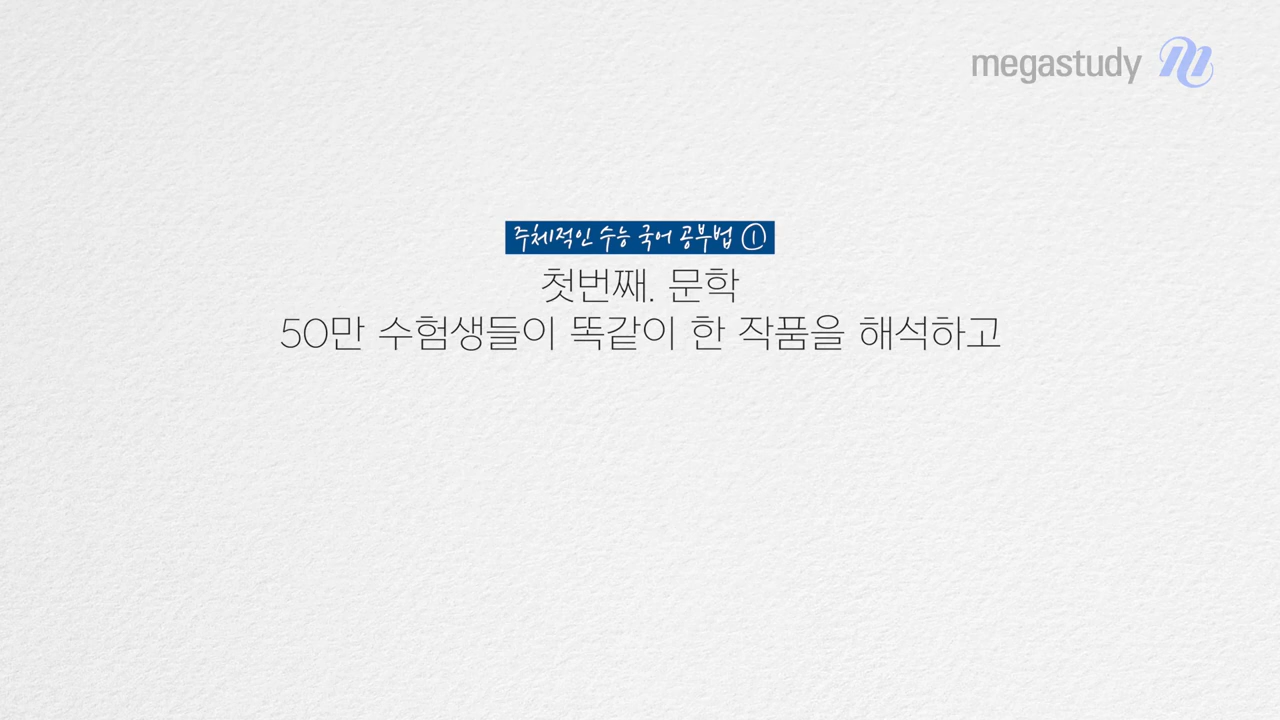 megastudy
주체적인 수능 국어 공부법 ①
첫번째. 문학
50만 수험생들이 똑같이 한 작품을 해석하고